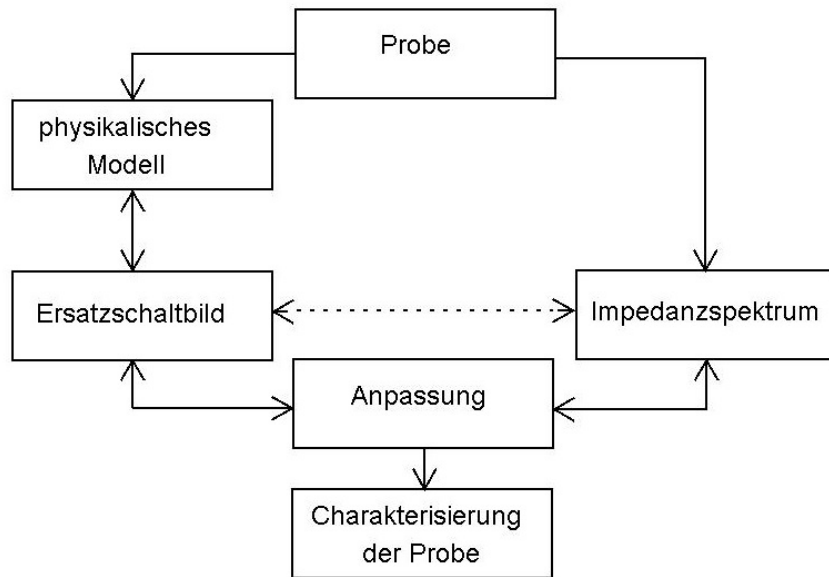 Probe
physikalisches
Modell
Ersatzschaltbild
Impedanzspektrum
Anpassung
Charakterisierung
der Probe